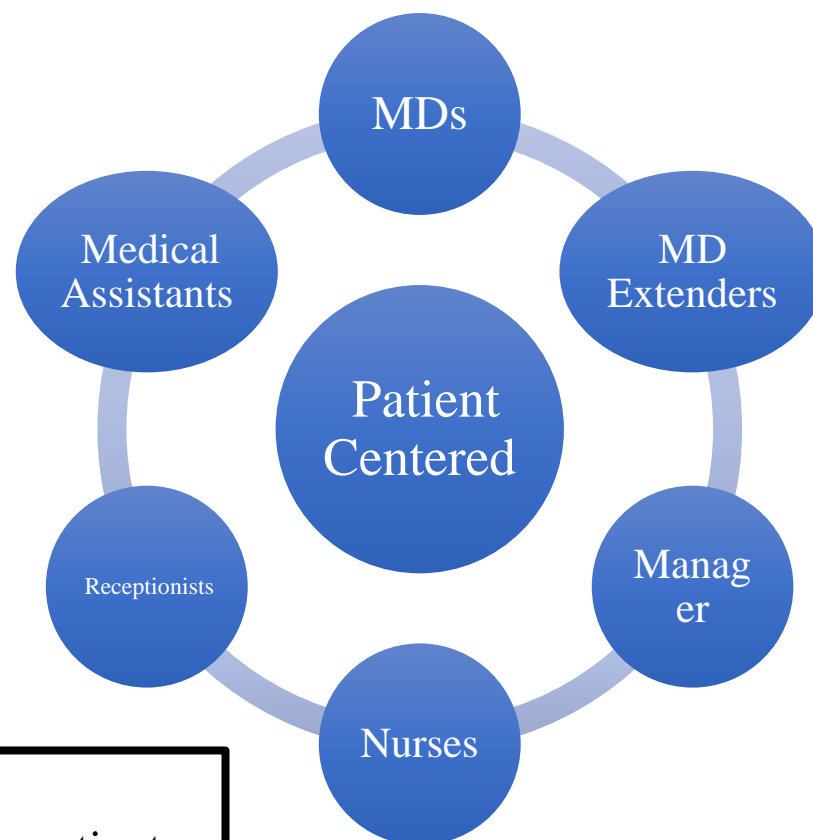 MDs
MD
Extenders
Manag
er
Nurses
Receptionists
Medical
Assistants
Patient
Centered